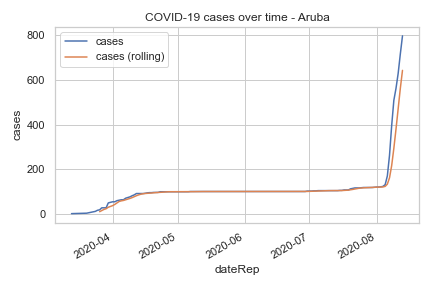 COVID-19 cases over time - Aruba
cases
cases (rolling)
800
600
400
200
0
cases
2020-04
2020-05
2020-06
2020-07
2020-08
dateRep